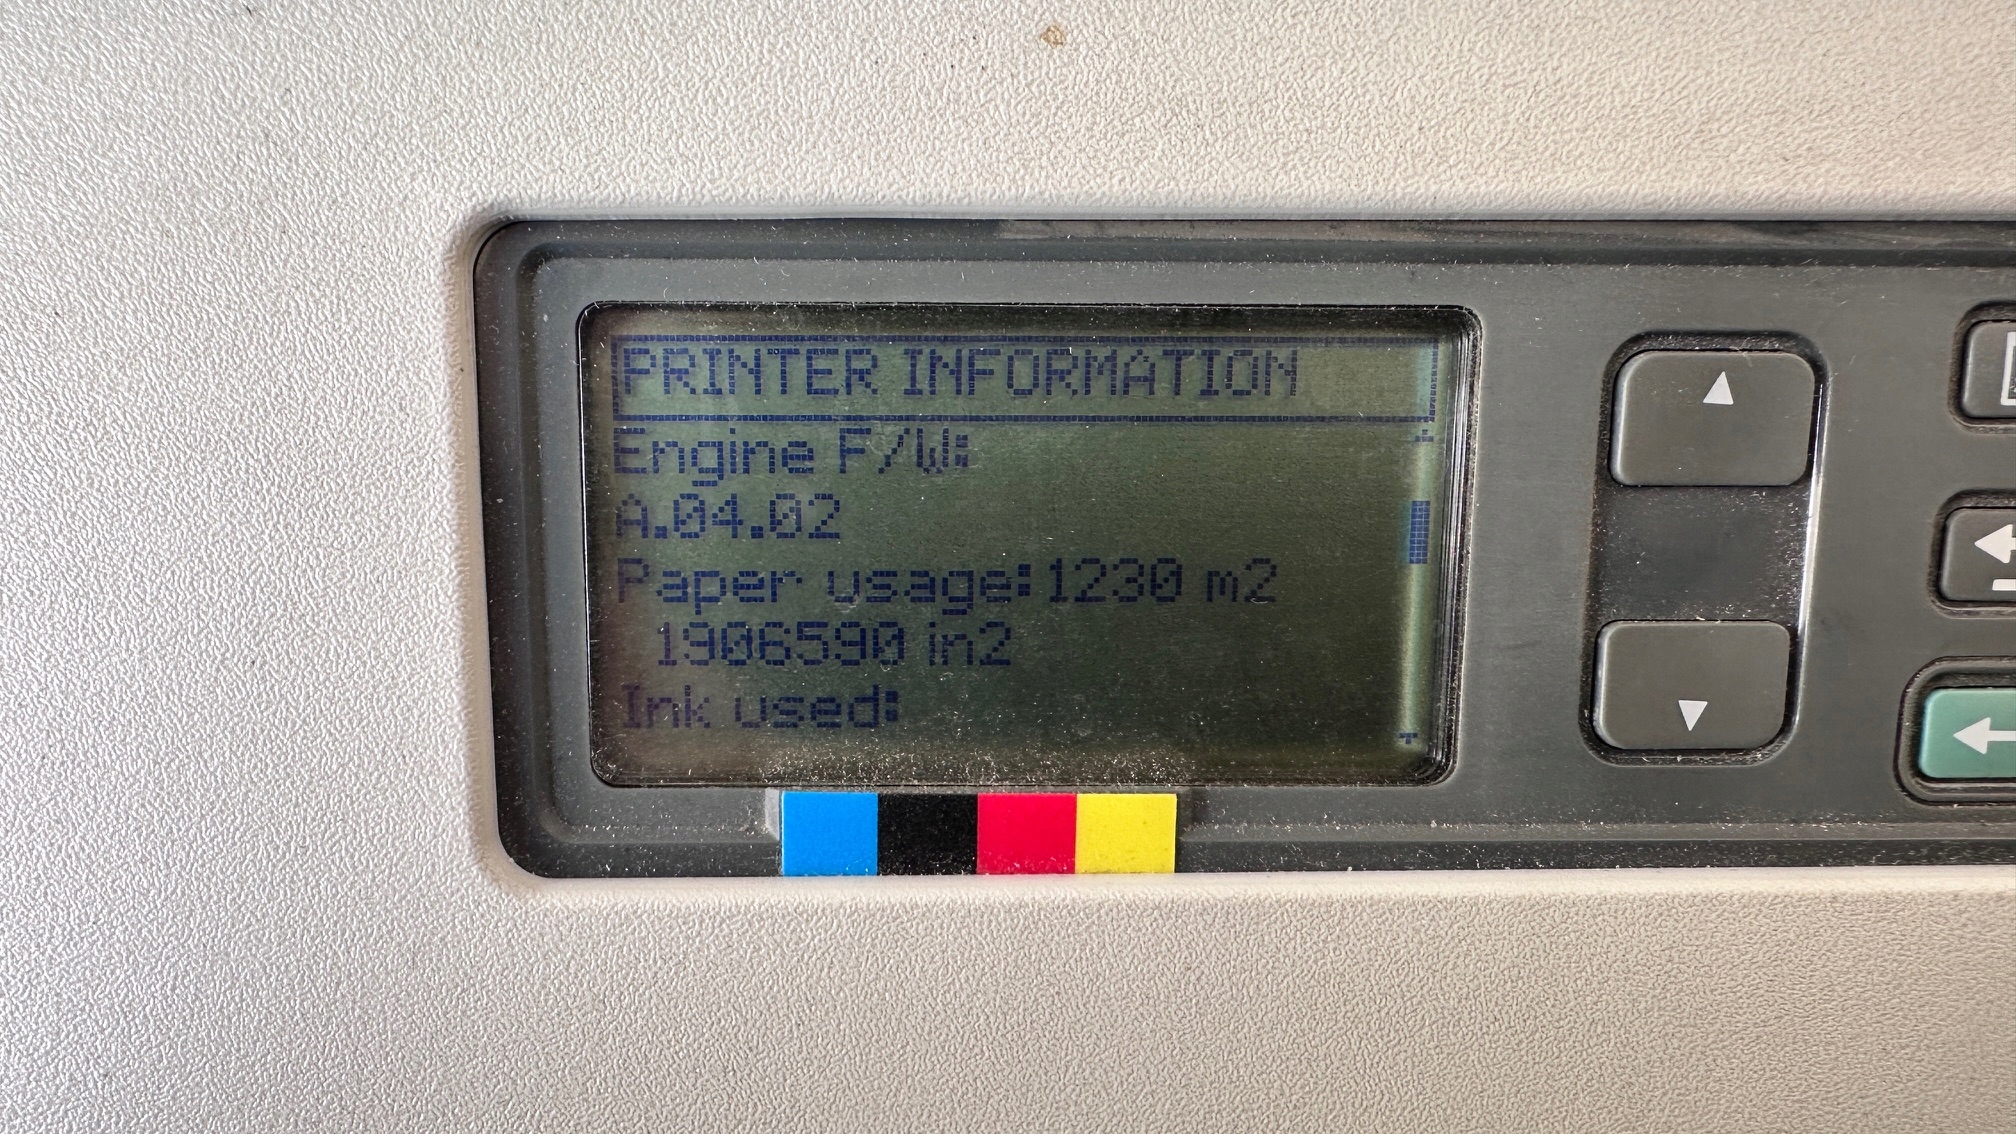 PRINTER INFORMATION
Engine F/W:
A.04.02
Paper usage: 1230 m2
1906590 in2
Ink used: